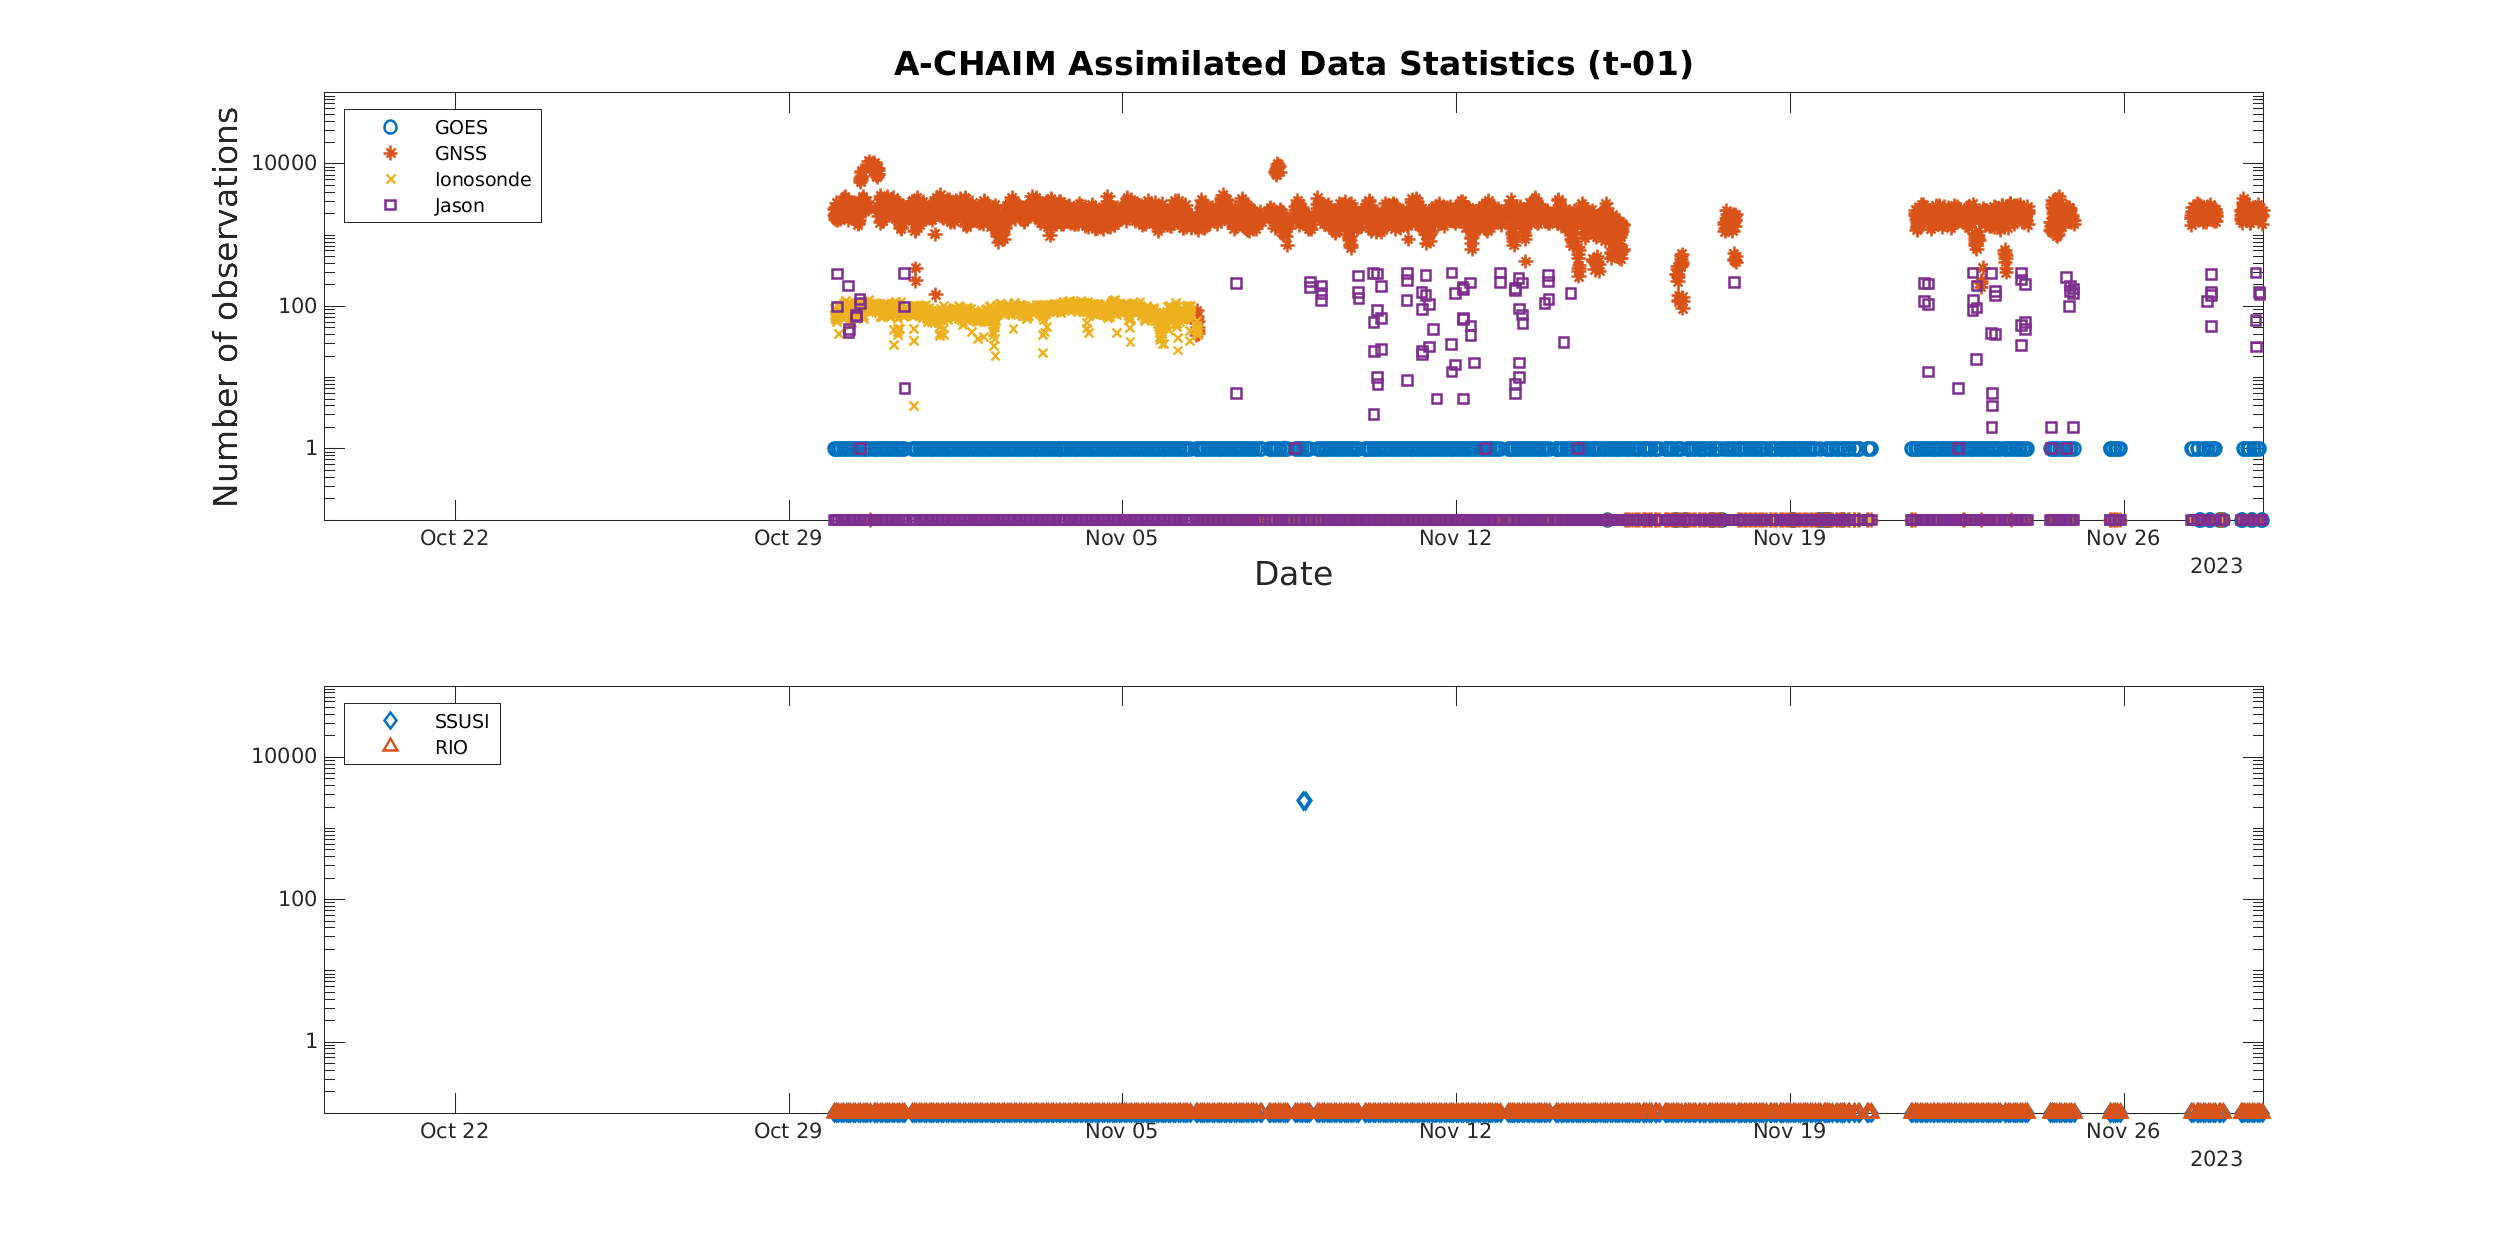 A-CHAIM Assimilated Data Statistics (t-01)
Number of observations
10000
100
1
GOES
GNSS
Ionosonde
Jason
Oct 22
Oct 29
Nov 05
Nov 12
Nov 19
Nov 26
2023
Date
10000
100
1
SSUSI
RIO
Oct 22
Oct 29
Nov 05
Nov 12
Nov 19
Nov 26
2023